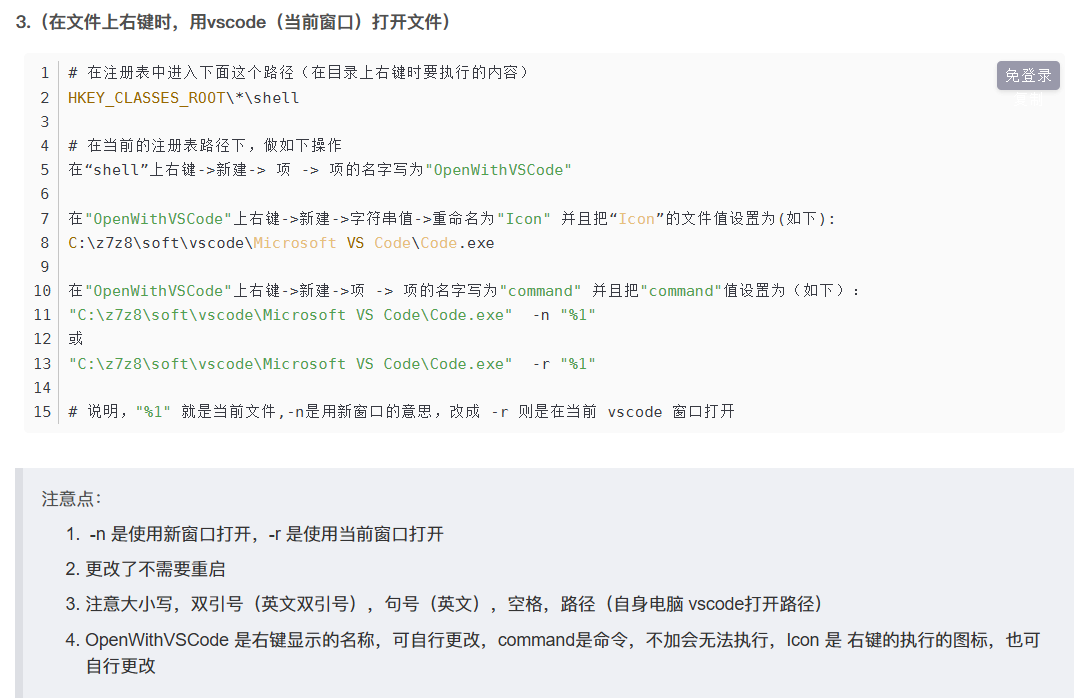 3.（在文件上右键时，用vscode（当前窗口）打开文件）
1 # 在注册表中进入下面这个路径（在目录上右键时要执行的内容）
免登录
2 HKEY_CLASSES_ROOT\*\shell
3
4 # 在当前的注册表路径下，做如下操作
5 在“shell”上右键->新建-> 项 -> 项的名字写为"OpenWithVSCode"
6
7 在"OpenWithVSCode"上右键->新建->字符串值->重命名为"Icon" 并且把“Icon”的文件值设置为(如下):
8 C:\z7z8\soft\vscode\Microsoft VS Code\Code.exe
9
10 在"OpenWithVSCode"上右键->新建->项 -> 项的名字写为"command" 并且把"command"值设置为（如下）:
11 "C:\z7z8\soft\vscode\Microsoft VS Code\Code.exe"  -n "%1"
12 或
13 "C:\z7z8\soft\vscode\Microsoft VS Code\Code.exe"  -r "%1"
14
15 # 说明，"%1" 就是当前文件,-n是用新窗口的意思，改成 -r 则是在当前 vscode 窗口打开
注意点：
1. -n 是使用新窗口打开，-r 是使用当前窗口打开
2. 更改了不需要重启
3. 注意大小写，双引号（英文双引号），句号（英文），空格，路径（自身电脑 vscode打开路径）
4. OpenWithVSCode 是右键显示的名称，可自行更改，command是命令，不加会无法执行，Icon 是 右键的执行的图标，也可
自行更改